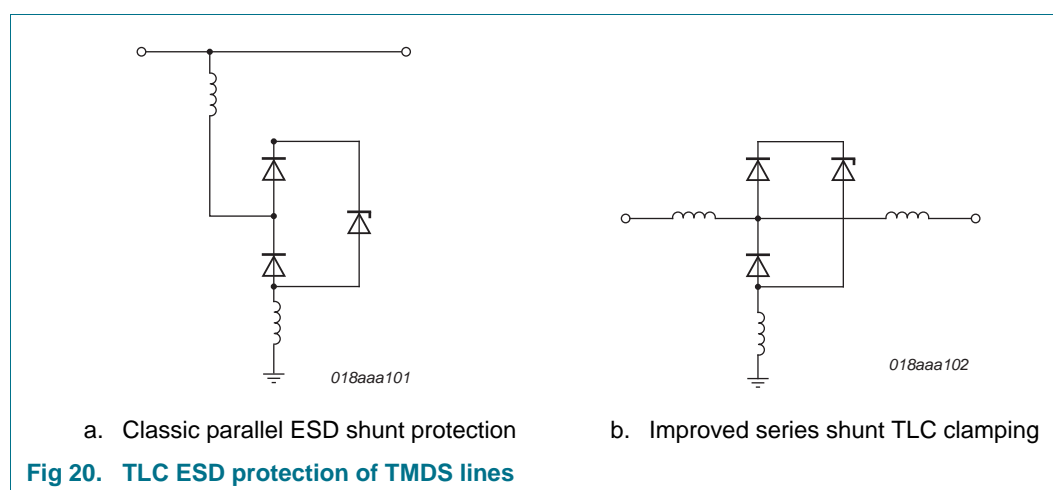 018aaa101
018aaa102
a. Classic parallel ESD shunt protection
b. Improved series shunt TLC clamping
Fig 20. TLC ESD protection of TMDS lines